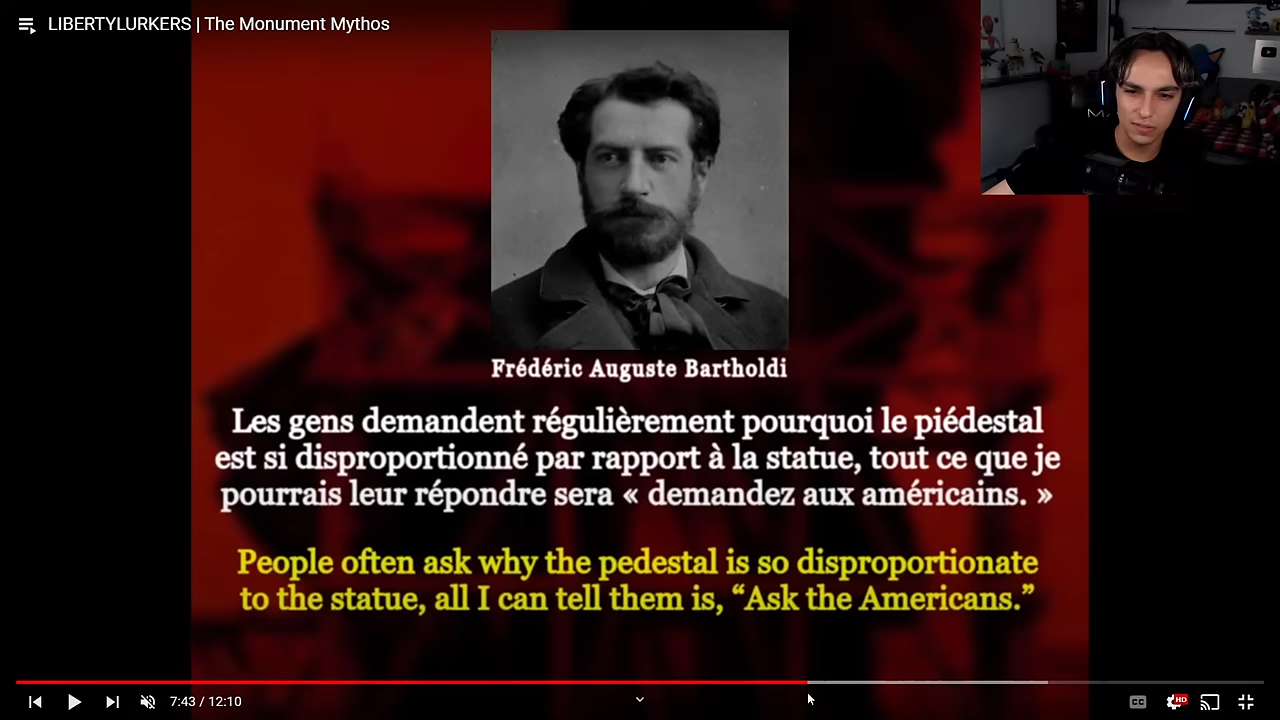 LIBERTYLURKERS | The Monument Mythos
Frédéric Auguste Bartholdi
Les gens demandent régulièrement pourquoi le piédestal
est si disproportionné par rapport à la statue, tout ce que je
pourrais leur répondre sera « demandez aux américains. »
People often ask why the pedestal is so disproportionate
to the statue, all I can tell them is, “Ask the Americans.”
7:43 / 12:10
CC
HD